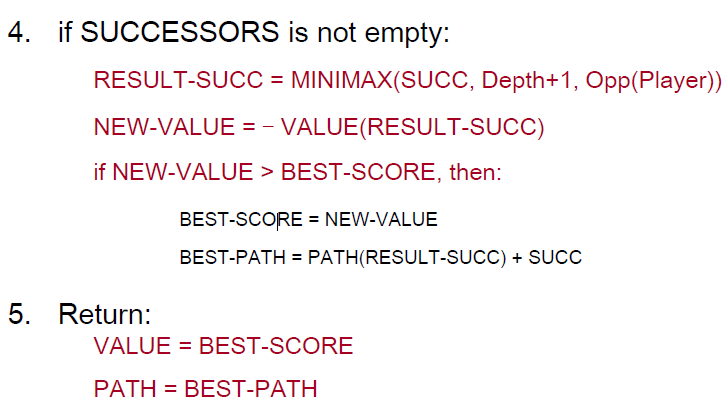 4. if SUCCESSORS is not empty:
RESULT-SUCC = MINIMAX(SUCC, Depth+1, Opp(Player))
NEW-VALUE = – VALUE(RESULT-SUCC)
if NEW-VALUE > BEST-SCORE, then:
BEST-SCORE = NEW-VALUE
BEST-PATH = PATH(RESULT-SUCC) + SUCC
5. Return:
VALUE = BEST-SCORE
PATH = BEST-PATH